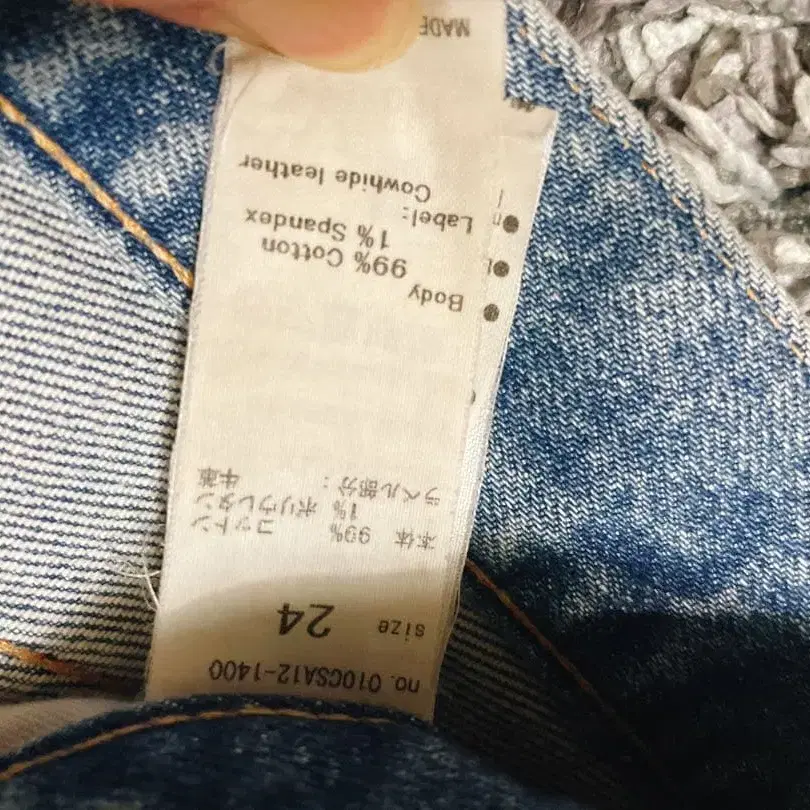 no. 010GSA12-1400
size 24
本体 99% コットン
1% ポリウレタン
ラベル部分： 牛革
Body
99% Cotton
1% Spandex
Label:
Cowhide leather
MADE